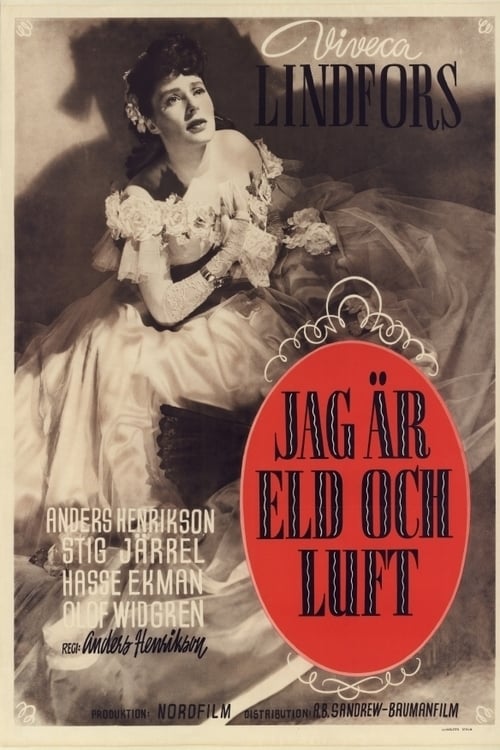 Viveca
LINDFORS
JAG ÄR
ELD OCH
LUFT
ANDERS HENRIKSON
STIG JÄRREL
HASSE EKMAN
OLOF WIDGREN
REGI: Anders Henrikson
PRODUKTION: NORDFILM DISTRIBUTION: A.B. SANDREW-BAUMANFILM